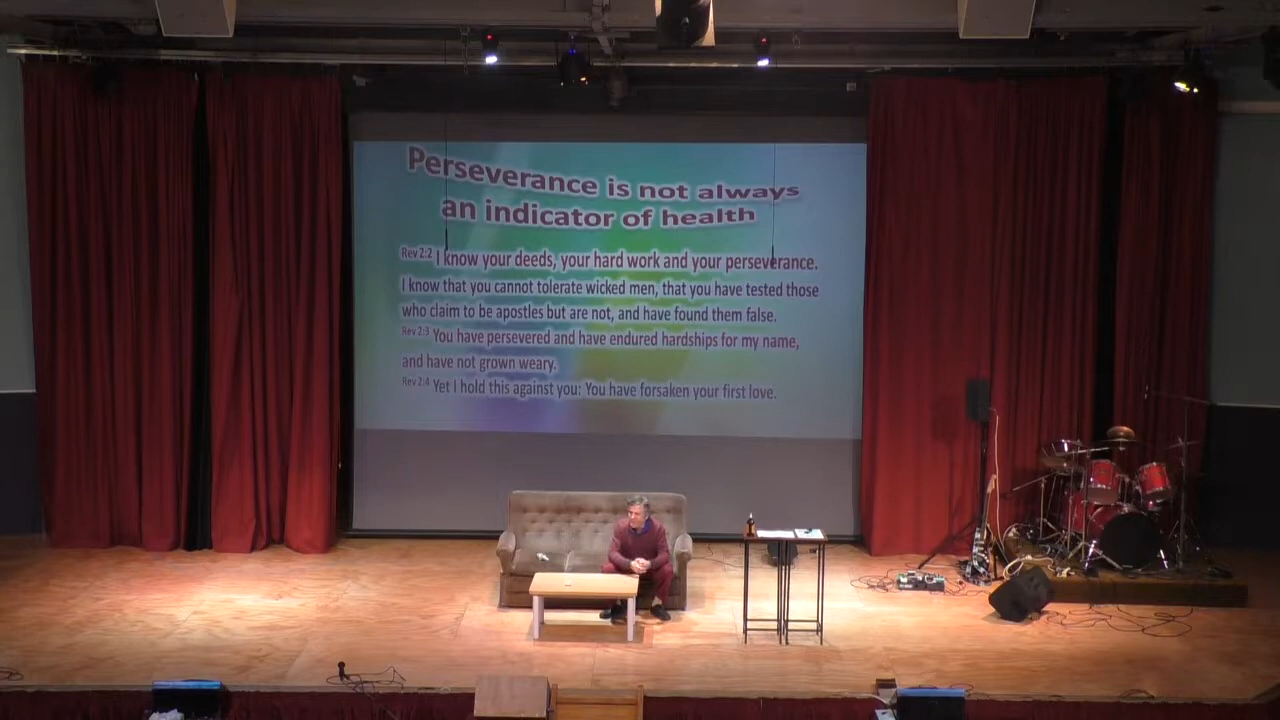 Perseverance is not always
an indicator of health
Rev 2:2 I know your deeds, your hard work and your perseverance.
I know that you cannot tolerate wicked men, that you have tested those
who claim to be apostles but are not, and have found them false.
Rev 2:3 You have persevered and have endured hardships for my name,
and have not grown weary.
Rev 2:4 Yet I hold this against you: You have forsaken your first love.